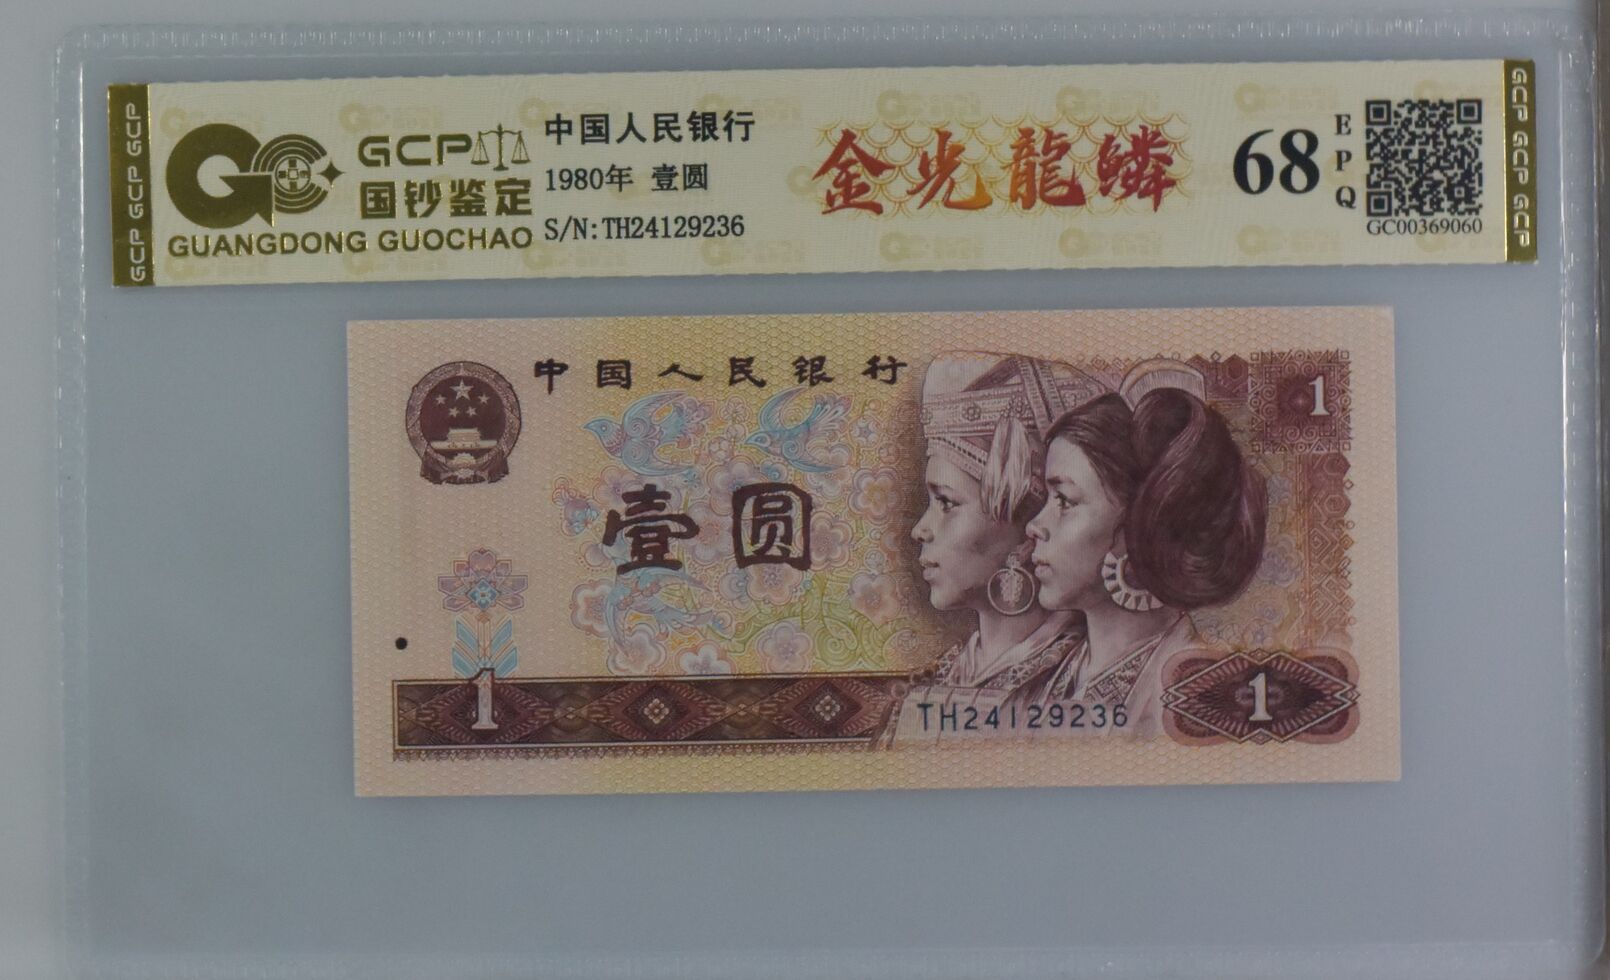 GCP GCP GCP
GC
GCP
国钞鉴定
GUANGDONG GUOCHAO
中国人民银行
1980年 壹圆
S/N:TH24129236
金光龍鳞
68
EPQ
GC00369060
GCP GCP GCP
中国人民银行
1
壹圆
1
TH24129236
1